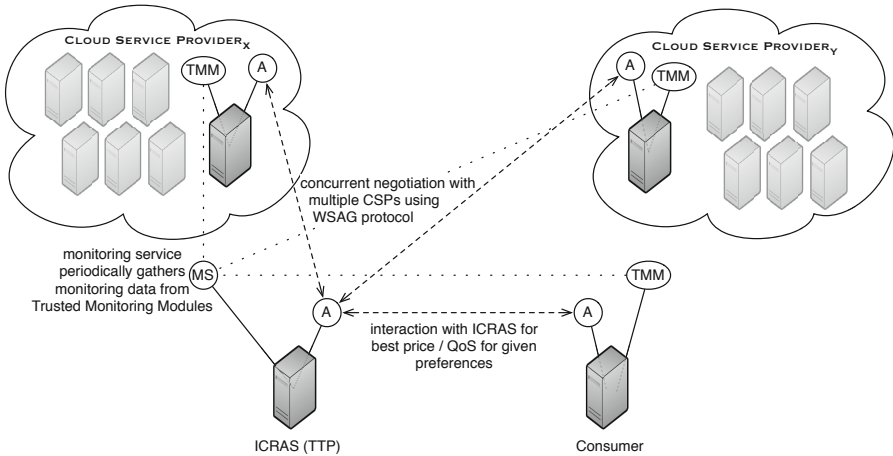 CLOUD SERVICE PROVIDERX
TMM
A
CLOUD SERVICE PROVIDERY
A
TMM
concurrent negotiation with
multiple CSPs using
WSAG protocol
monitoring service
periodically gathers
monitoring data from
Trusted Monitoring Modules
MS
TMM
A
A
interaction with ICRAS for
best price / QoS for given
preferences
ICRAS (TTP)
Consumer